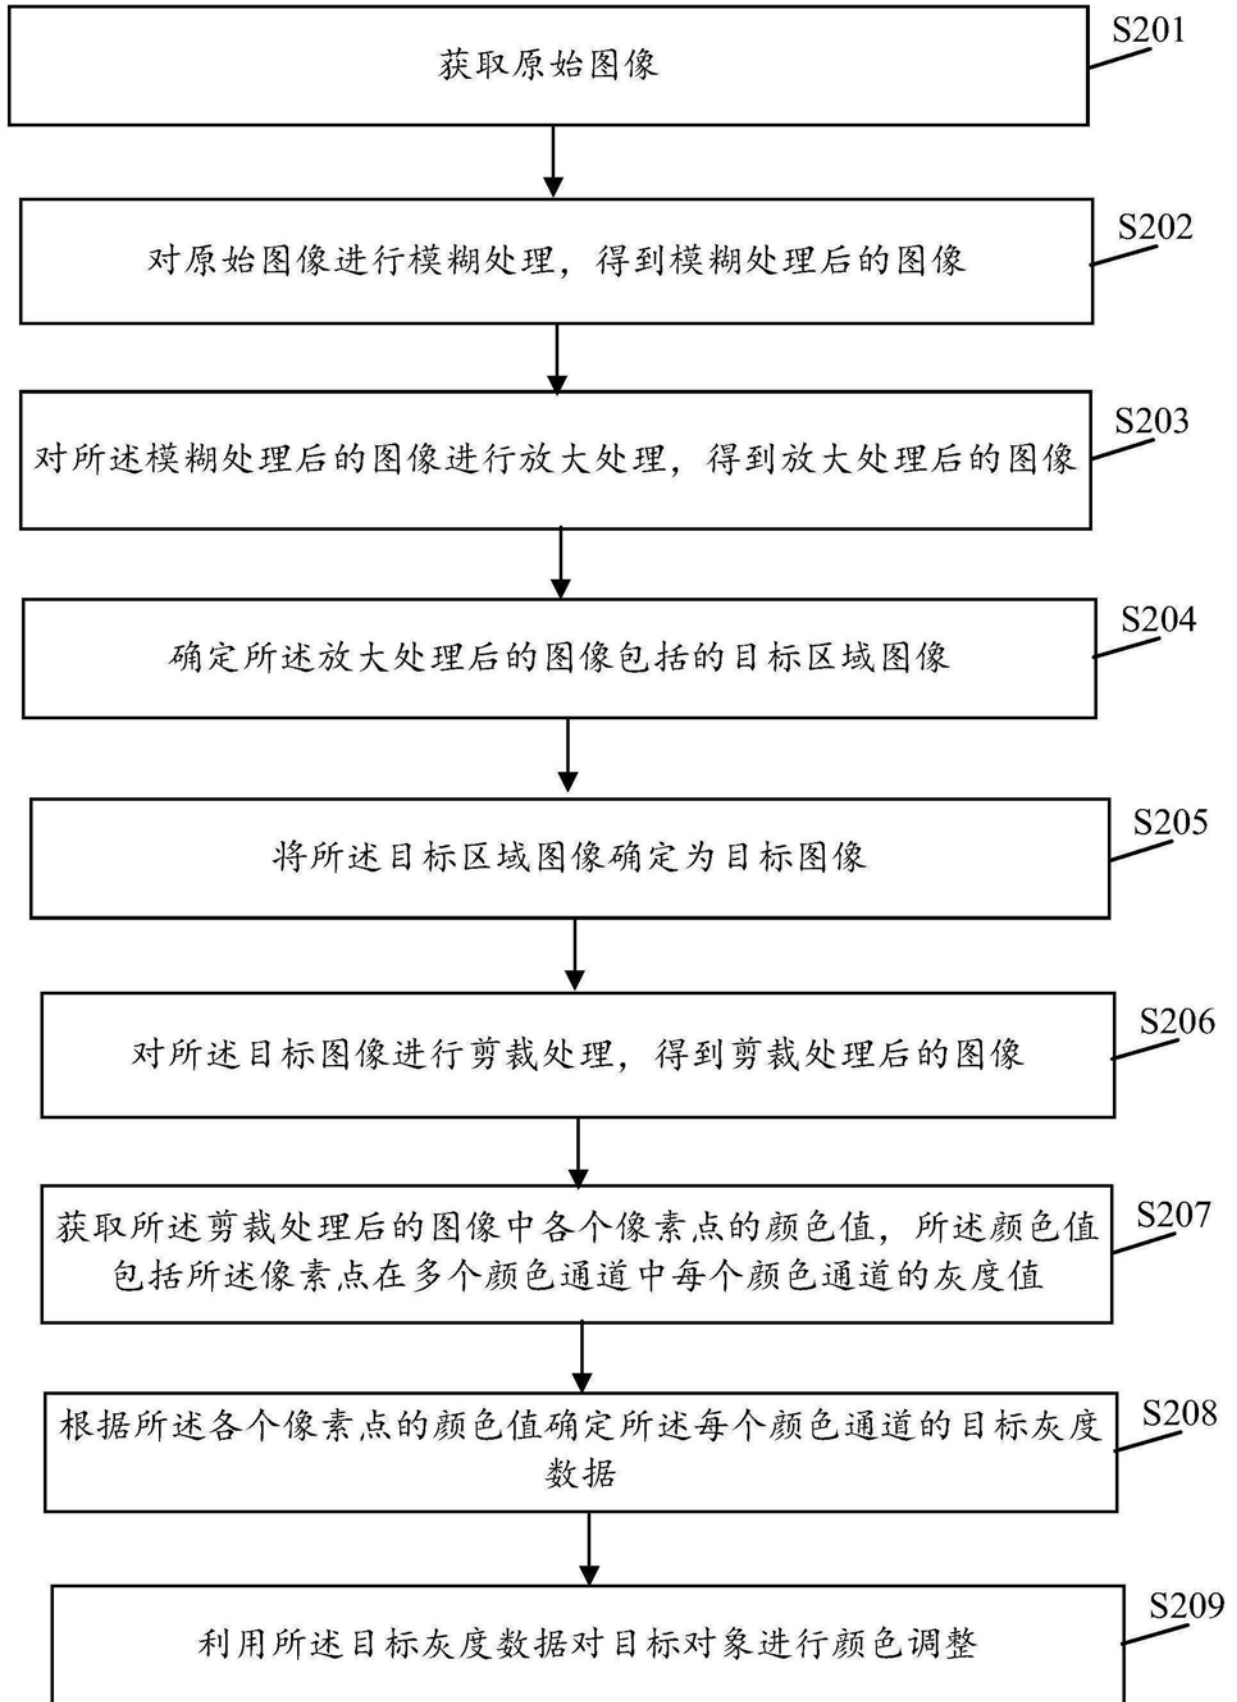 获取原始图像
S201
对原始图像进行模糊处理，得到模糊处理后的图像
S202
对所述模糊处理后的图像进行放大处理，得到放大处理后的图像
S203
确定所述放大处理后的图像包括的目标区域图像
S204
将所述目标区域图像确定为目标图像
S205
对所述目标图像进行剪裁处理，得到剪裁处理后的图像
S206
获取所述剪裁处理后的图像中各个像素点的颜色值，所述颜色值
包括所述像素点在多个颜色通道中每个颜色通道的灰度值
S207
根据所述各个像素点的颜色值确定所述每个颜色通道的目标灰度
数据
S208
利用所述目标灰度数据对目标对象进行颜色调整
S209